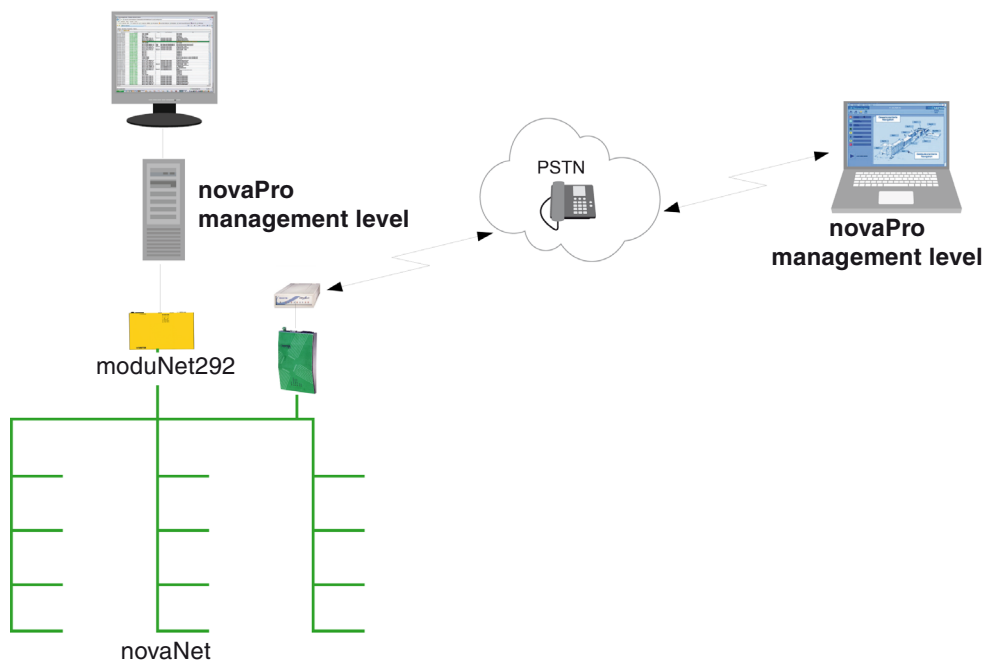 PSTN
novaPro
management level
novaPro
management level
moduNet292
novaNet